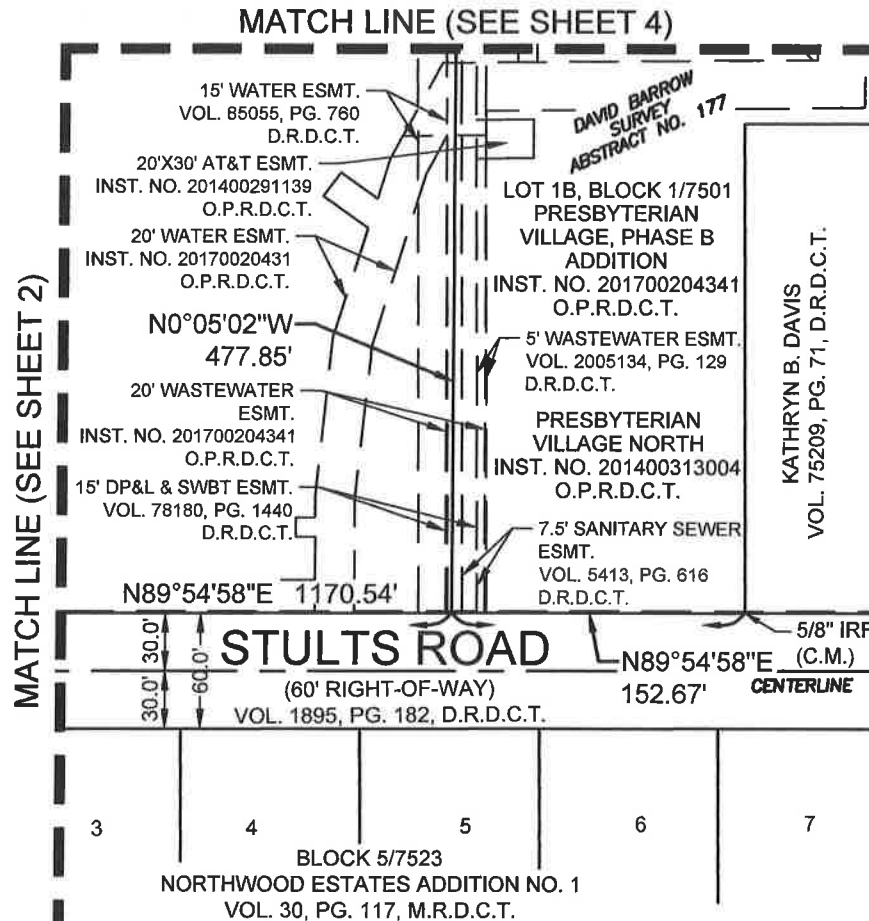 MATCH LINE (SEE SHEET 4)
MATCH LINE (SEE SHEET 2)
15' WATER ESMT.
VOL. 85055, PG. 760
D.R.D.C.T.
20'X30' AT&T ESMT.
INST. NO. 201400291139
O.P.R.D.C.T.
20' WATER ESMT.
INST. NO. 20170020431
O.P.R.D.C.T.
N0°05'02"W
477.85'
20' WASTEWATER
ESMT.
INST. NO. 201700204341
O.P.R.D.C.T.
15' DP&L & SWBT ESMT.
VOL. 78180, PG. 1440
D.R.D.C.T.
N89°54'58"E 1170.54'
DAVID BARROW
SURVEY
ABSTRACT NO. 177
LOT 1B, BLOCK 1/7501
PRESBYTERIAN
VILLAGE, PHASE B
ADDITION
INST. NO. 201700204341
O.P.R.D.C.T.
5' WASTEWATER ESMT.
VOL. 2005134, PG. 129
D.R.D.C.T.
PRESBYTERIAN
VILLAGE NORTH
INST. NO. 201400313004
O.P.R.D.C.T.
7.5' SANITARY SEWER
ESMT.
VOL. 5413, PG. 616
D.R.D.C.T.
KATHRYN B. DAVIS
VOL. 75209, PG. 71, D.R.D.C.T.
30.0'
60.0'
30.0'
STULTS ROAD
(60' RIGHT-OF-WAY)
VOL. 1895, PG. 182, D.R.D.C.T.
N89°54'58"E
152.67'
5/8" IRF
(C.M.)
CENTERLINE
3
4
5
6
7
BLOCK 5/7523
NORTHWOOD ESTATES ADDITION NO. 1
VOL. 30, PG. 117, M.R.D.C.T.